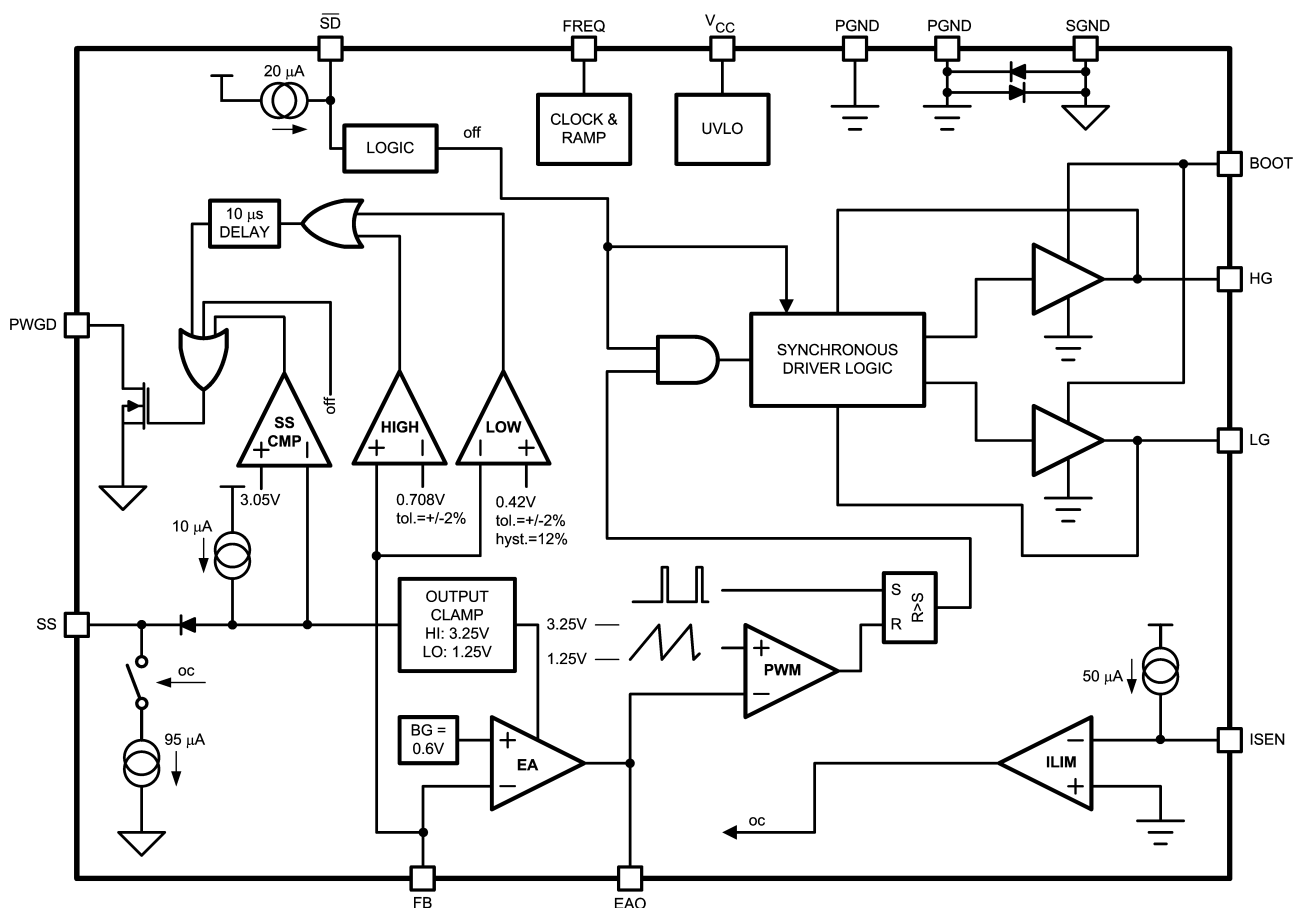 SD
FREQ
VCC
PGND
PGND
SGND
20 µA
CLOCK &
RAMP
UVLO
LOGIC
off
BOOT
10 µs
DELAY
HG
PWGD
SYNCHRONOUS
DRIVER LOGIC
off
SS
CMP
+
−
HIGH
+
−
LOW
−
+
LG
3.05V
0.708V
tol.=+/-2%
0.42V
tol.=+/-2%
hyst.=12%
10 µA
OUTPUT
CLAMP
HI: 3.25V
LO: 1.25V
S
R
R>S
SS
3.25V
1.25V
+
−
PWM
oc
50 µA
BG =
0.6V
+
−
EA
95 µA
ISEN
−
+
ILIM
oc
FB
EAO